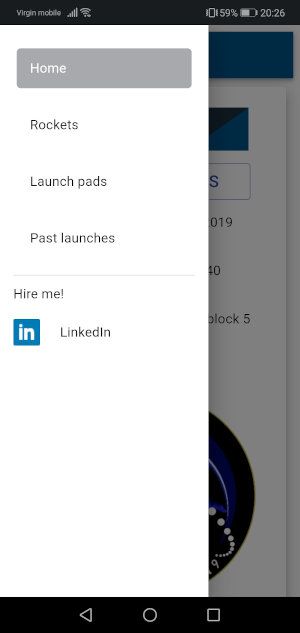 Virgin mobile 59% 20:26
Home
Rockets
S
Launch pads
2019
40
Past launches
Hire me!
block 5
in LinkedIn